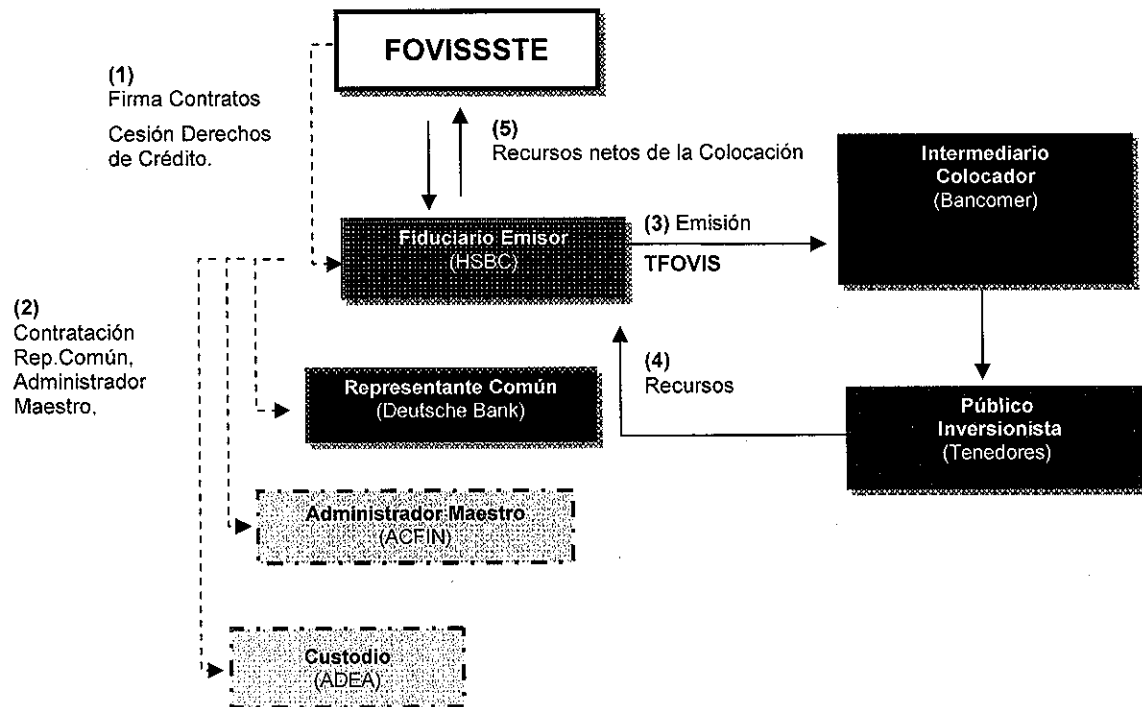 FOVISSSTE
(1)
Firma Contratos
Cesión Derechos
de Crédito.
(5)
Recursos netos de la Colocación
Intermediario
Colocador
(Bancomer)
Fiduciario Emisor
(HSBC)
(3) Emisión
TFOVIS
(2)
Contratación
Rep.Común,
Administrador
Maestro,
(4)
Recursos
Representante Común
(Deutsche Bank)
Público
Inversionista
(Tenedores)
Administrador Maestro
(ACFIN)
Custodio
(ADEA)